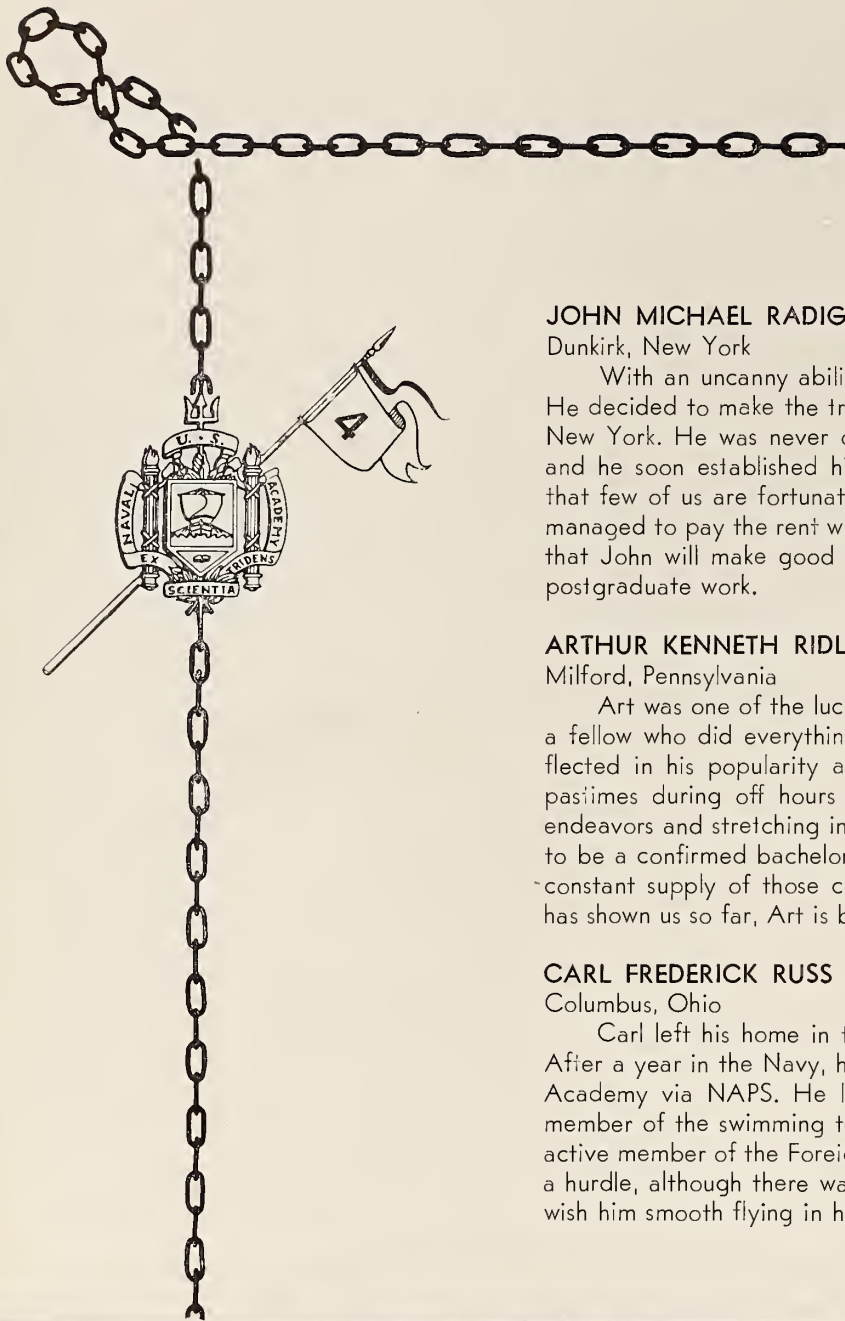 4
U. S.
NAVAL
ACADEMY
EX
TRIDENS
SCIENTIA
JOHN MICHAEL RADIG
Dunkirk, New York
With an uncanny abili
He decided to make the tr
New York. He was never
and he soon established hi
that few of us are fortunat
managed to pay the rent w
that John will make good
postgraduate work.
ARTHUR KENNETH RIDL
Milford, Pennsylvania
Art was one of the luc
a fellow who did everythin
flected in his popularity a
pastimes during off hours
endeavors and stretching in
to be a confirmed bachelor
constant supply of those c
has shown us so far, Art is b
CARL FREDERICK RUSS
Columbus, Ohio
Carl left his home in t
After a year in the Navy, h
Academy via NAPS. He l
member of the swimming t
active member of the Forei
a hurdle, although there wa
wish him smooth flying in h